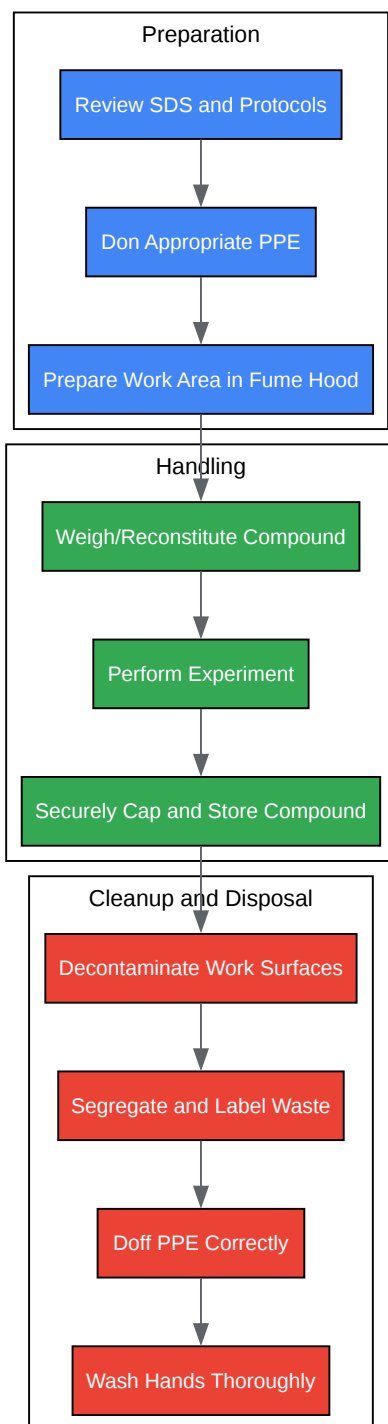 Preparation
Review SDS and Protocols
Don Appropriate PPE
Prepare Work Area in Fume Hood
Handling
Weigh/Reconstitute Compound
Perform Experiment
Securely Cap and Store Compound
Cleanup and Disposal
Decontaminate Work Surfaces
Segregate and Label Waste
Doff PPE Correctly
Wash Hands Thoroughly